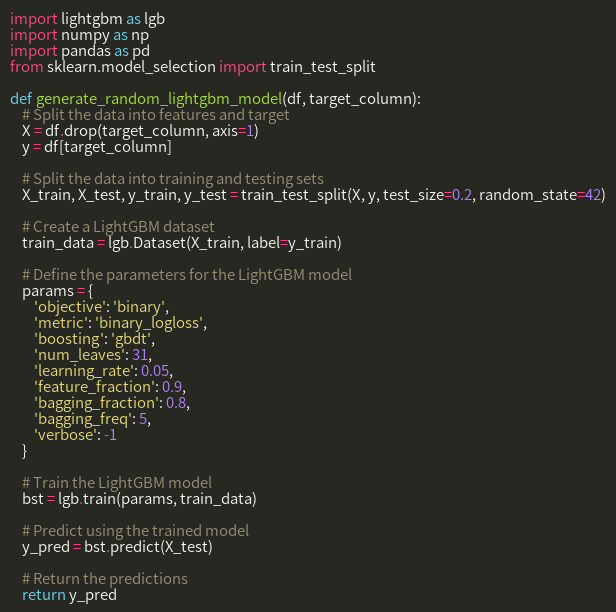 import lightgbm as lgb
import numpy as np
import pandas as pd
from sklearn.model_selection import train_test_split

def generate_random_lightgbm_model(df, target_column):
    # Split the data into features and target
    X = df.drop(target_column, axis=1)
    y = df[target_column]

    # Split the data into training and testing sets
    X_train, X_test, y_train, y_test = train_test_split(X, y, test_size=0.2, random_state=42)

    # Create a LightGBM dataset
    train_data = lgb.Dataset(X_train, label=y_train)

    # Define the parameters for the LightGBM model
    params = {
        'objective': 'binary',
        'metric': 'binary_logloss',
        'boosting': 'gbdt',
        'num_leaves': 31,
        'learning_rate': 0.05,
        'feature_fraction': 0.9,
        'bagging_fraction': 0.8,
        'bagging_freq': 5,
        'verbose': -1
    }

    # Train the LightGBM model
    bst = lgb.train(params, train_data)

    # Predict using the trained model
    y_pred = bst.predict(X_test)

    # Return the predictions
    return y_pred